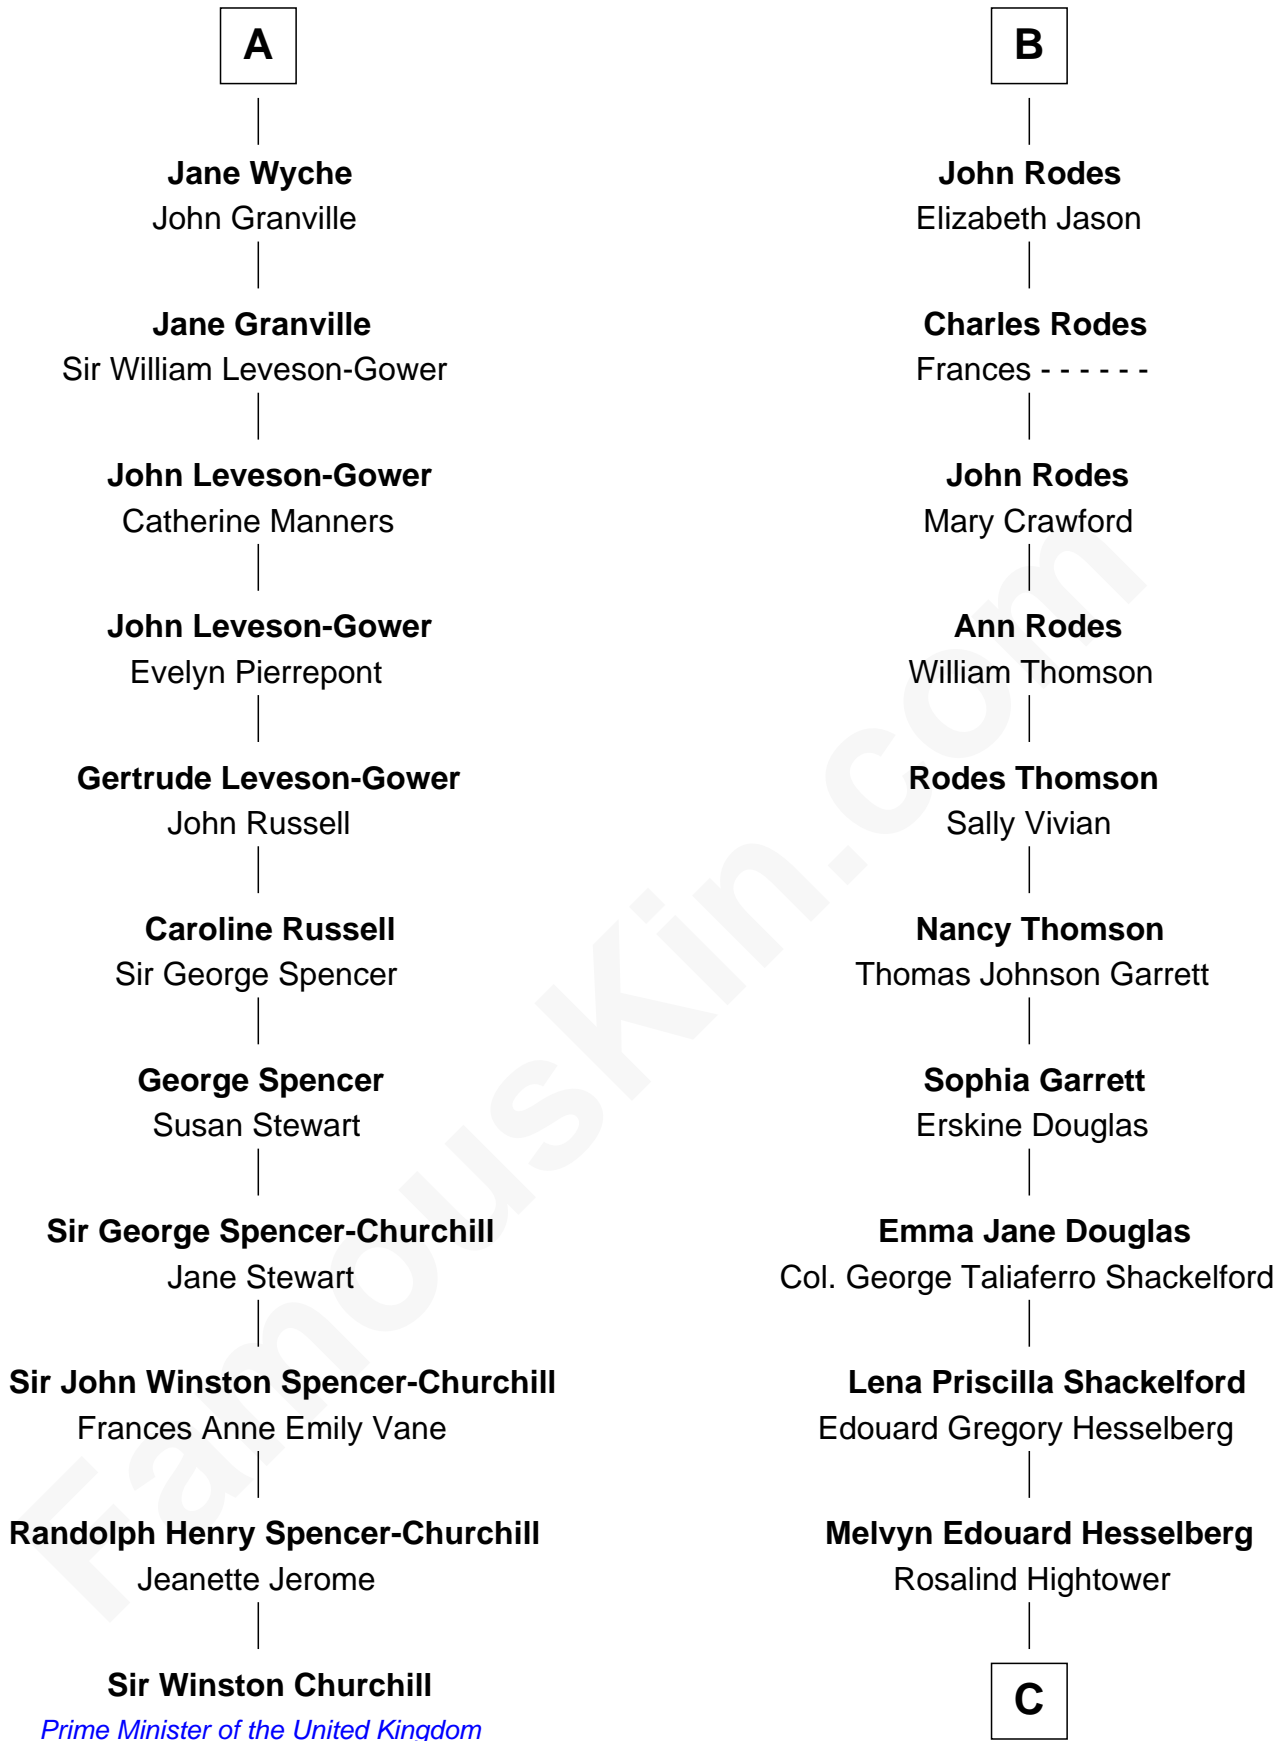 A
Jane Wyche
John Granville
Jane Granville
Sir William Leveson-Gower
John Leveson-Gower
Catherine Manners
John Leveson-Gower
Evelyn Pierrepont
Gertrude Leveson-Gower
John Russell
Caroline Russell
Sir George Spencer
George Spencer
Susan Stewart
Sir George Spencer-Churchill
Jane Stewart
Sir John Winston Spencer-Churchill
Frances Anne Emily Vane
Randolph Henry Spencer-Churchill
Jeanette Jerome
Sir Winston Churchill
Prime Minister of the United Kingdom
B
John Rodes
Elizabeth Jason
Charles Rodes
Frances - - - - - -
John Rodes
Mary Crawford
Ann Rodes
William Thomson
Rodes Thomson
Sally Vivian
Nancy Thomson
Thomas Johnson Garrett
Sophia Garrett
Erskine Douglas
Emma Jane Douglas
Col. George Taliaferro Shackelford
Lena Priscilla Shackelford
Edouard Gregory Hesselberg
Melvyn Edouard Hesselberg
Rosalind Hightower
C
FamousKin.com